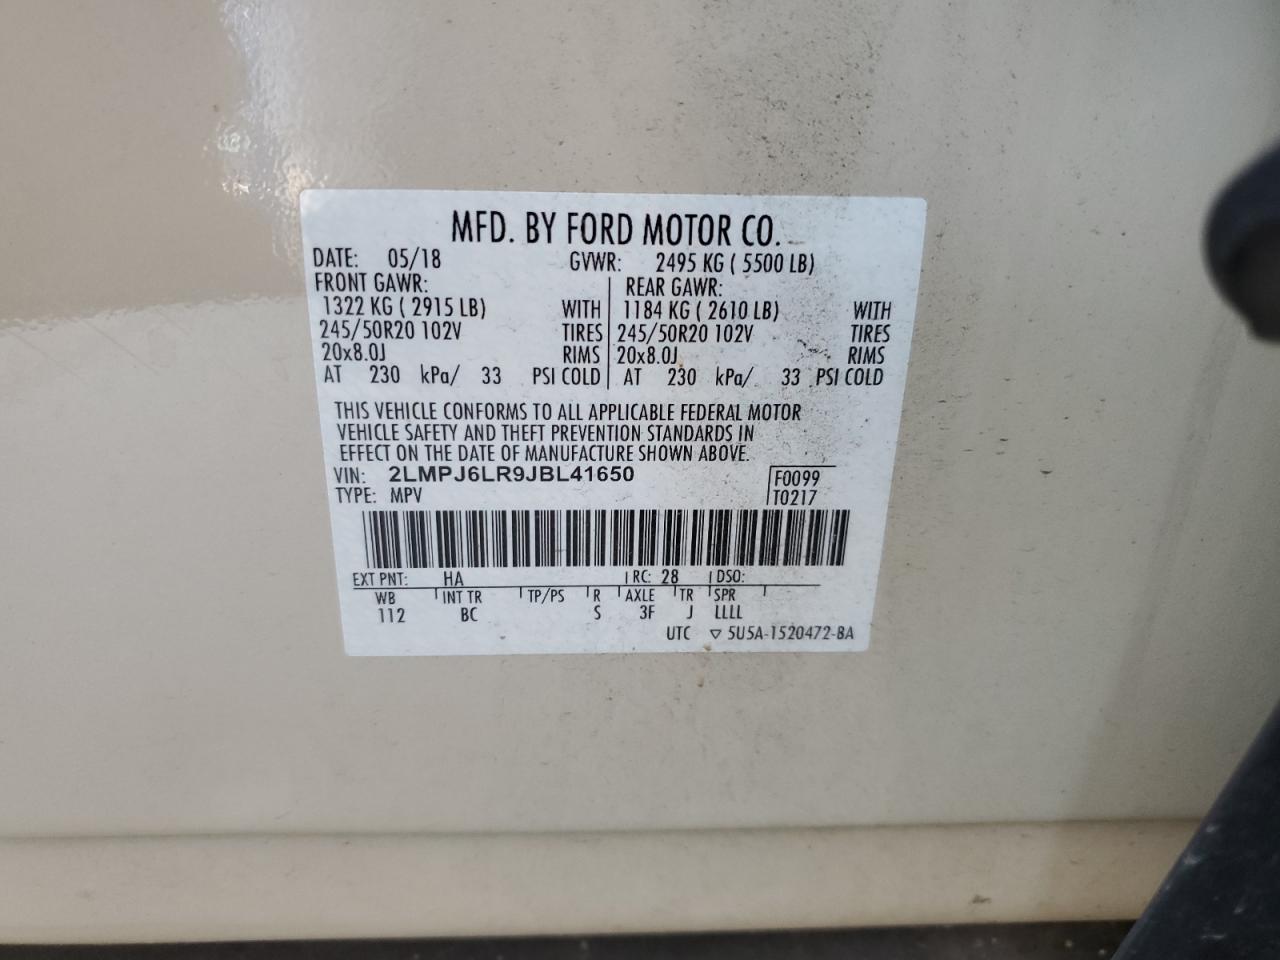 MFD. BY FORD MOTOR CO.
DATE: 05/18 GVWR: 2495 KG ( 5500 LB)
FRONT GAWR: REAR GAWR:
1322 KG ( 2915 LB) WITH 1184 KG ( 2610 LB) WITH
245/50R20 102V TIRES 245/50R20 102V TIRES
20x8.0J RIMS 20x8.0J RIMS
AT 230 kPa/ 33 PSI COLD AT 230 kPa/ 33 PSI COLD
THIS VEHICLE CONFORMS TO ALL APPLICABLE FEDERAL MOTOR
VEHICLE SAFETY AND THEFT PREVENTION STANDARDS IN
EFFECT ON THE DATE OF MANUFACTURE SHOWN ABOVE.
VIN: 2LMPJ6LR9JBL41650 F0099
TYPE: MPV T0217
EXT PNT: HA RC: 28 DSO:
WB INT TR TP/PS R AXLE TR SPR
112 BC S 3F J LLLL
UTC ▽ 5U5A-1520472-BA